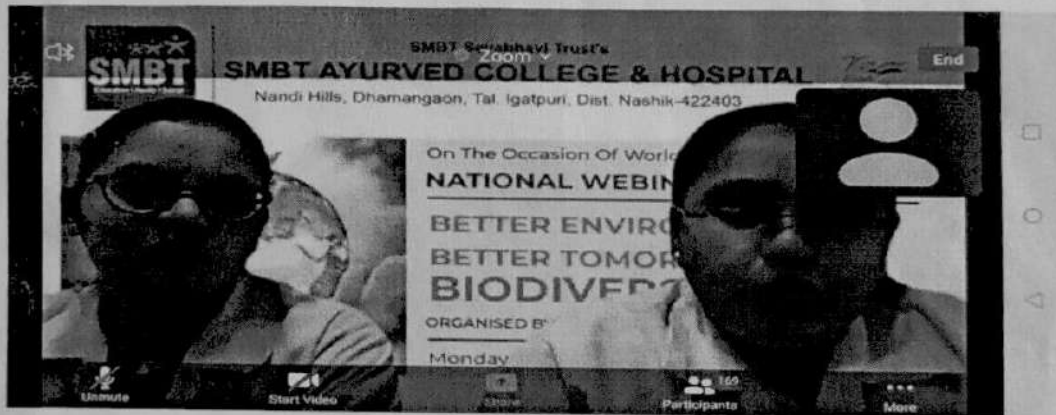 SMBT Sevabhavi Trust's
Zoom
End
SMBT
SMBT AYURVED COLLEGE & HOSPITAL
Nandi Hills, Dhamangaon, Tal. Igatpuri, Dist. Nashik-422403
On The Occasion Of World
NATIONAL WEBIN
BETTER ENVIRO
BETTER TOMOR
BIODIVER
ORGANISED BY
Monday
Unmute
Start Video
Share
169
Participants
More